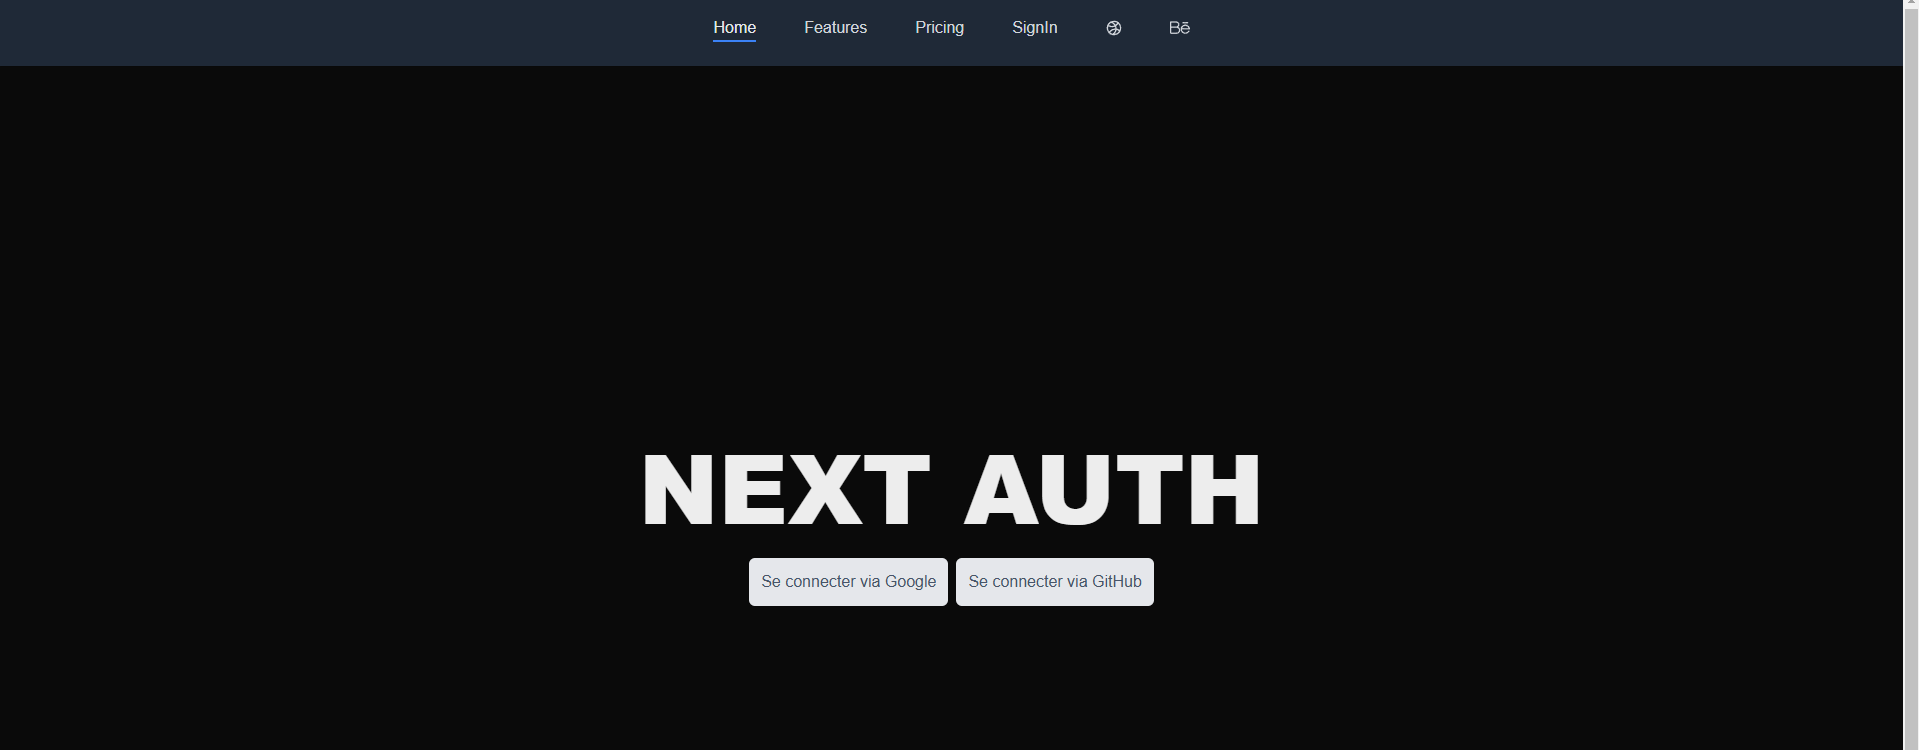 Home Features Pricing SignIn Bē
NEXT AUTH
Se connecter via Google Se connecter via GitHub